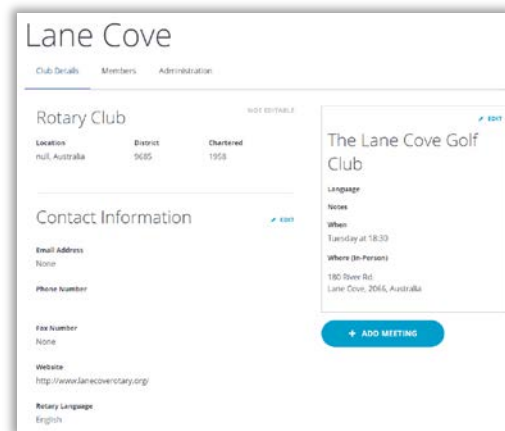 Lane Cove
Club Details Members Administration
Rotary Club
NOT EDITABLE
Location District Chartered
null, Australia 9685 1958
Contact Information
EDIT
Email Address
None
Phone Number
Fax Number
None
Website
http://www.lanecoverotary.org/
Rotary Language
English
EDIT
The Lane Cove Golf
Club
Language
Notes
When
Tuesday at 18:30
Where (In-Person)
180 River Rd.
Lane Cove, 2066, Australia
+ ADD MEETING